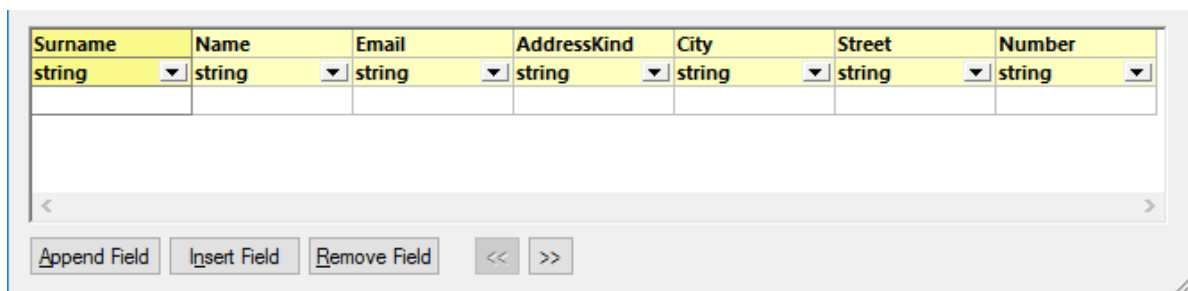 Surname Name Email AddressKind City Street Number
string string string string string string string
< >
Append Field Insert Field Remove Field << >>